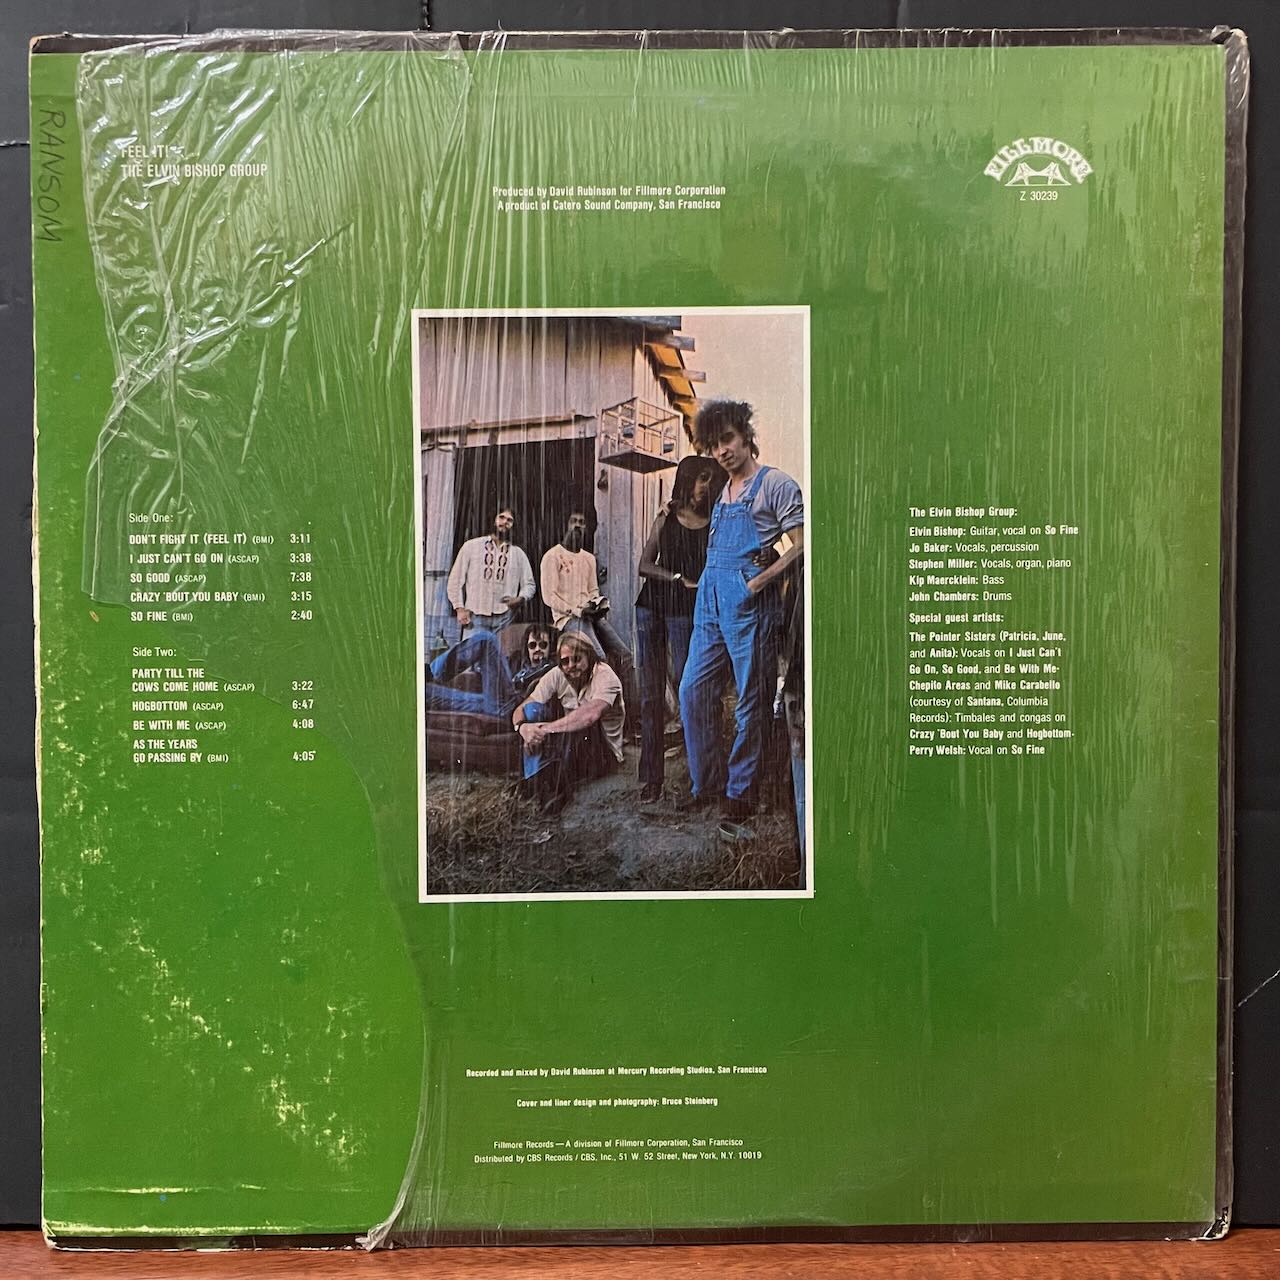 RANSOM
FEEL IT!
THE ELVIN BISHOP GROUP
Produced by David Rubinson for Fillmore Corporation
A product of Catero Sound Company, San Francisco
FILLMORE
Z 30239
Side One:
DON'T FIGHT IT (FEEL IT) (BMI) 3:11
I JUST CAN'T GO ON (ASCAP) 3:38
SO GOOD (ASCAP) 7:38
CRAZY 'BOUT YOU BABY (BMI) 3:15
SO FINE (BMI) 2:40
Side Two:
PARTY TILL THE
COWS COME HOME (ASCAP) 3:22
HOGBOTTOM (ASCAP) 6:47
BE WITH ME (ASCAP) 4:08
AS THE YEARS
GO PASSING BY (BMI) 4:05
The Elvin Bishop Group:
Elvin Bishop: Guitar, vocal on So Fine
Jo Baker: Vocals, percussion
Stephen Miller: Vocals, organ, piano
Kip Maercklein: Bass
John Chambers: Drums
Special guest artists:
The Pointer Sisters (Patricia, June,
and Anita): Vocals on I Just Can't
Go On, So Good, and Be With Me.
Chepito Areas and Mike Carabello
(courtesy of Santana, Columbia
Records): Timbales and congas on
Crazy 'Bout You Baby and Hogbottom.
Perry Welsh: Vocal on So Fine
Recorded and mixed by David Rubinson at Mercury Recording Studios, San Francisco
Cover and liner design and photography: Bruce Steinberg
Fillmore Records—A division of Fillmore Corporation, San Francisco
Distributed by CBS Records / CBS, Inc., 51 W. 52 Street, New York, N.Y. 10019